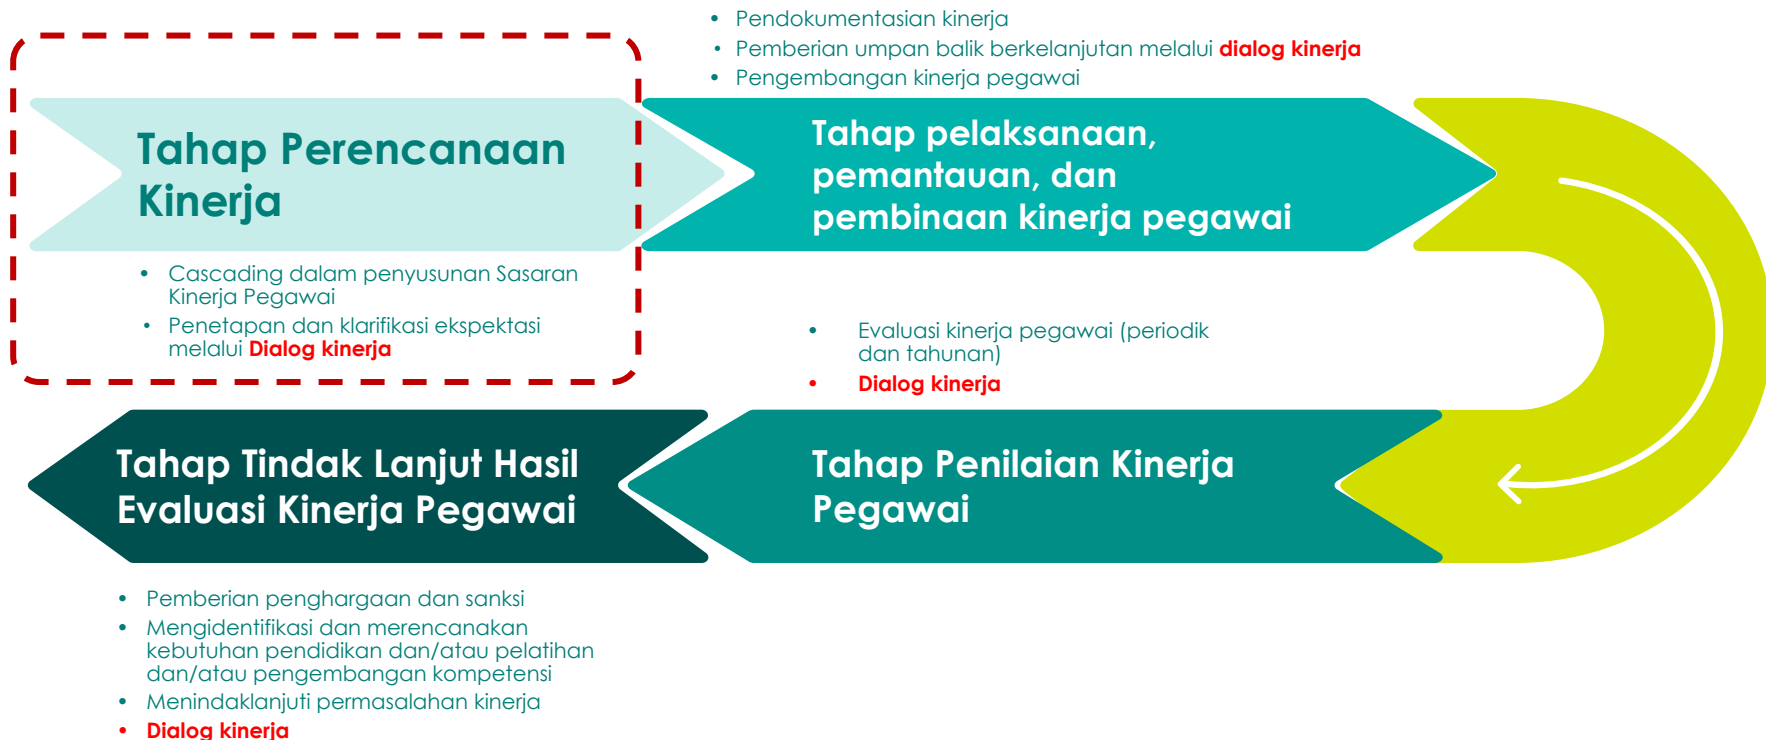 • Pendokumentasian kinerja
• Pemberian umpan balik berkelanjutan melalui dialog kinerja
• Pengembangan kinerja pegawai
Tahap Perencanaan
Kinerja
• Cascading dalam penyusunan Sasaran
Kinerja Pegawai
• Penetapan dan klarifikasi ekspektasi
melalui Dialog kinerja
Tahap pelaksanaan,
pemantauan, dan
pembinaan kinerja pegawai
• Evaluasi kinerja pegawai (periodik
dan tahunan)
• Dialog kinerja
Tahap Penilaian Kinerja
Pegawai
Tahap Tindak Lanjut Hasil
Evaluasi Kinerja Pegawai
• Pemberian penghargaan dan sanksi
• Mengidentifikasi dan merencanakan
kebutuhan pendidikan dan/atau pelatihan
dan/atau pengembangan kompetensi
• Menindaklanjuti permasalahan kinerja
• Dialog kinerja